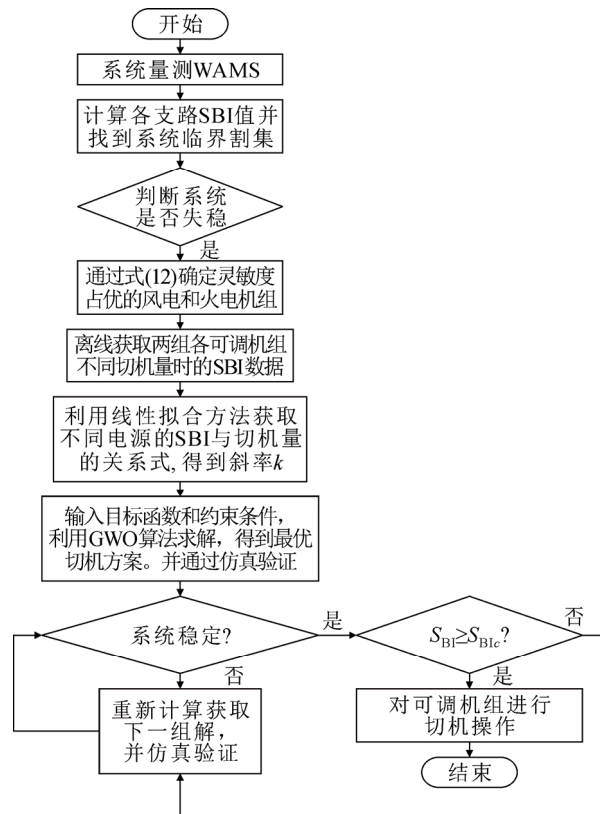 开始
系统量测WAMS
计算各支路SBI值并
找到系统临界割集
判断系统
是否失稳
是
通过式(12)确定灵敏度
占优的风电和火电机组
离线获取两组各可调机组
不同切机量时的SBI数据
利用线性拟合方法获取
不同电源的SBI与切机量
的关系式,得到斜率k
输入目标函数和约束条件,
利用GWO算法求解，得到最优
切机方案。并通过仿真验证
系统稳定?
是
SBI≥SBIc?
否
否
是
重新计算获取
下一组解，
并仿真验证
对可调机组进行
切机操作
结束